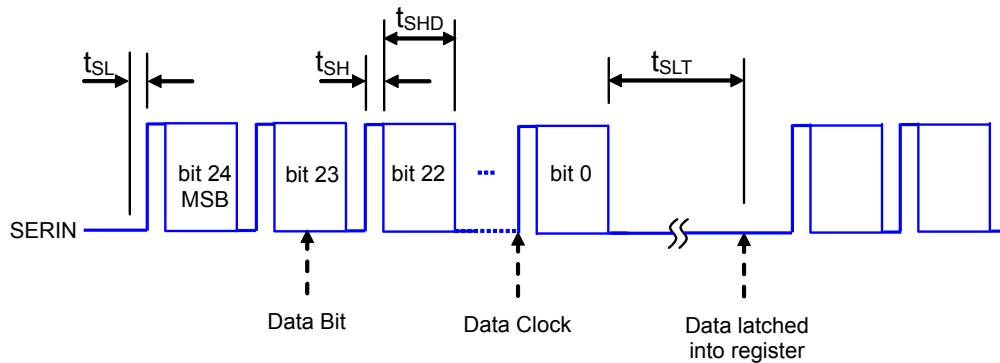 tSHD
tSL
tSH
tSLT
bit 24
MSB
bit 23
bit 22
...
bit 0
SERIN
Data Bit
Data Clock
Data latched
into register